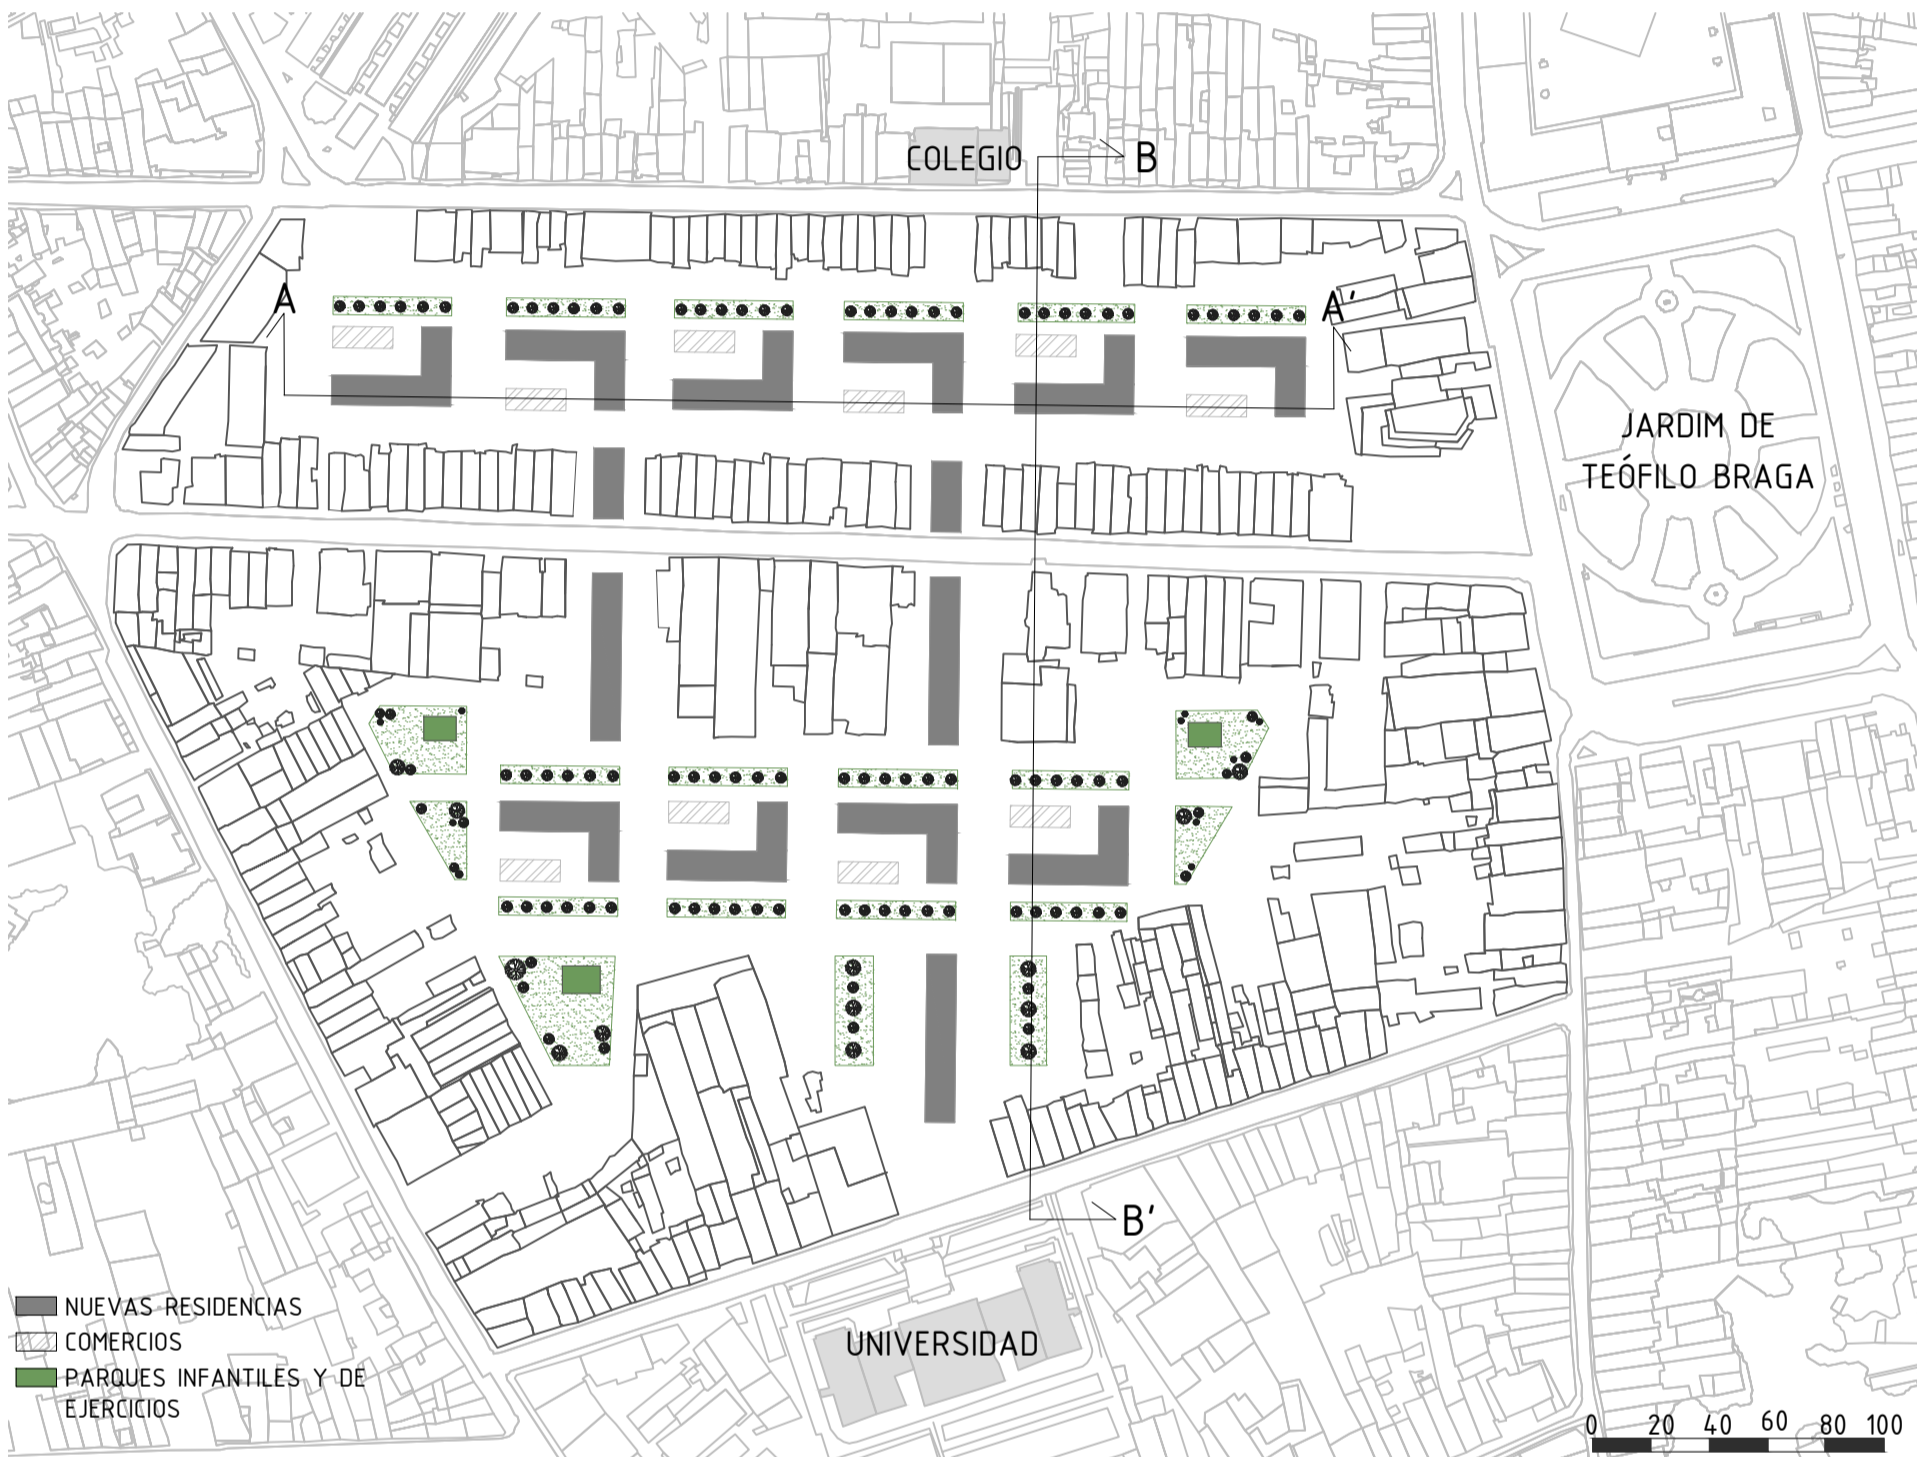 COLEGIO
B
A
A'
JARDIM DE
TEÓFILO BRAGA
B'
NUEVAS RESIDENCIAS
COMERCIOS
PARQUES INFANTILES Y DE
EJERCICIOS
UNIVERSIDAD
0 20 40 60 80 100